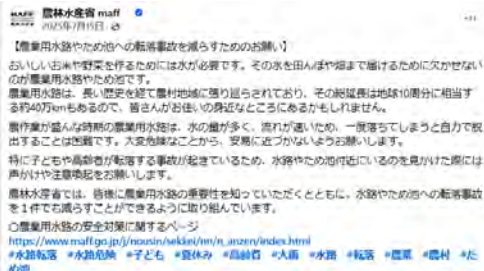 MAFF
農林水産省 maff
2025年7月15日
【農業用水路やため池への転落事故を減らすためのお願い】
おいしいお米や野菜を作るためには水が必要です。その水を田んぼや畑まで届けるために欠かせない
のが農業用水路やため池です。
農業用水路は、長い歴史を経て農村地域に張り巡らされており、その総延長は地球10周分に相当す
る約40万kmもあるので、皆さんがお住いの身近なところにあるかもしれません。
農作業が盛んな時期の農業用水路は、水の量が多く、流れが速いため、一度落ちてしまうと自力で脱
出することは困難です。大変危険なことから、安易に近づかないようお願いします。
特に子どもや高齢者が転落する事故が起きているため、水路やため池付近にいるのを見かけた際には
声かけや注意喚起をお願いします。
農林水産省では、皆様に農業用水路の重要性を知っていただくとともに、水路やため池への転落事故
を1件でも減らすことができるように取り組んでいます。
○農業用水路の安全対策に関するページ
https://www.maff.go.jp/j/nousin/sekkei/nn/n_anzen/index.html
#水路転落 #水路危険 #子ども #夏休み #高齢者 #大雨 #水路 #転落 #農業 #農村 #た
め池